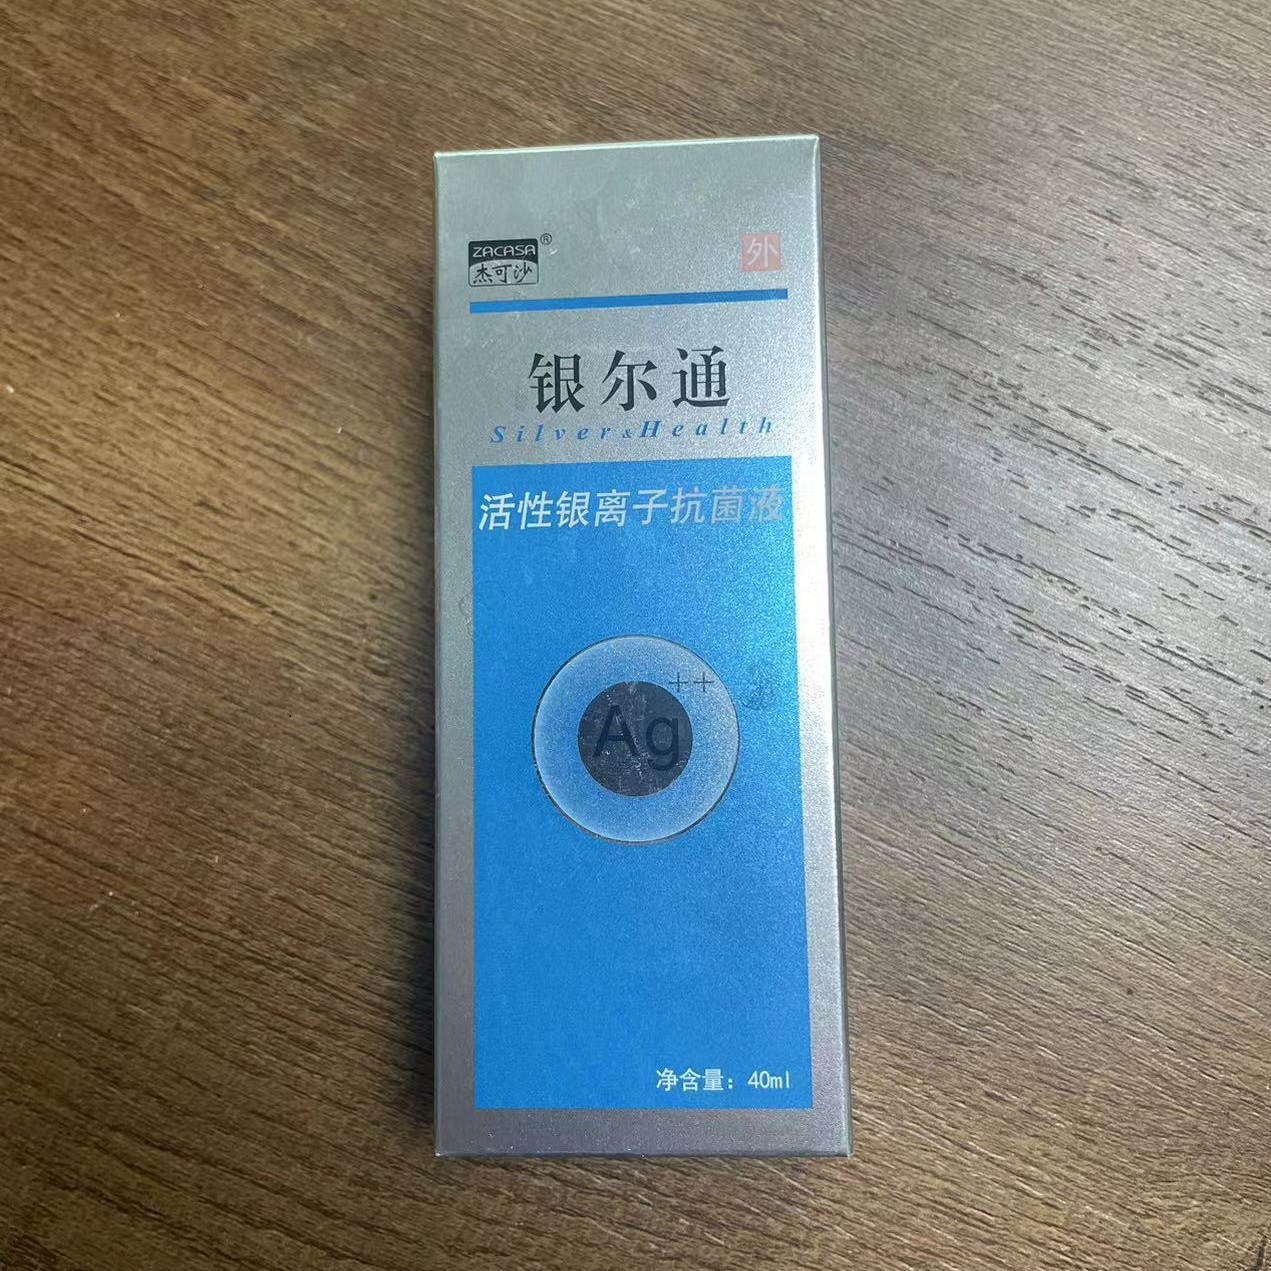 ZACASA®
杰可沙
外
银尔通
Silver&Health
活性银离子抗菌液
Ag++
净含量：40ml